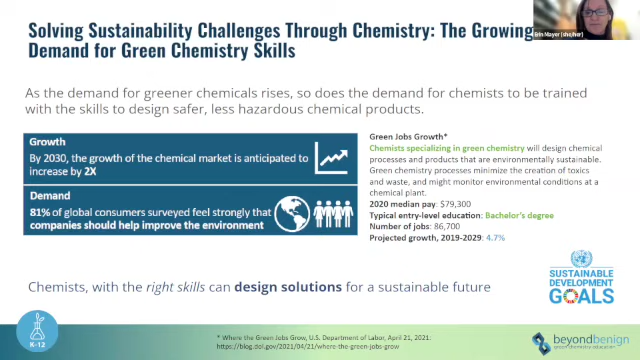 Solving Sustainability Challenges Through Chemistry: The Growing
Demand for Green Chemistry Skills
Erin Mayer (she/her)
As the demand for greener chemicals rises, so does the demand for chemists to be trained
with the skills to design safer, less hazardous chemical products.
Growth
By 2030, the growth of the chemical market is anticipated to
increase by 2X
Demand
81% of global consumers surveyed feel strongly that
companies should help improve the environment
Green Jobs Growth*
Chemists specializing in green chemistry will design chemical
processes and products that are environmentally sustainable.
Green chemistry processes minimize the creation of toxics
and waste, and might monitor environmental conditions at a
chemical plant.
2020 median pay: $79,300
Typical entry-level education: Bachelor's degree
Number of jobs: 86,700
Projected growth, 2019-2029: 4.7%
SUSTAINABLE
DEVELOPMENT
GOALS
Chemists, with the right skills can design solutions for a sustainable future
K-12
* Where the Green Jobs Grow, U.S. Department of Labor, April 21, 2021:
https://blog.dol.gov/2021/04/21/where-the-green-jobs-grow
beyondbenign
green chemistry education